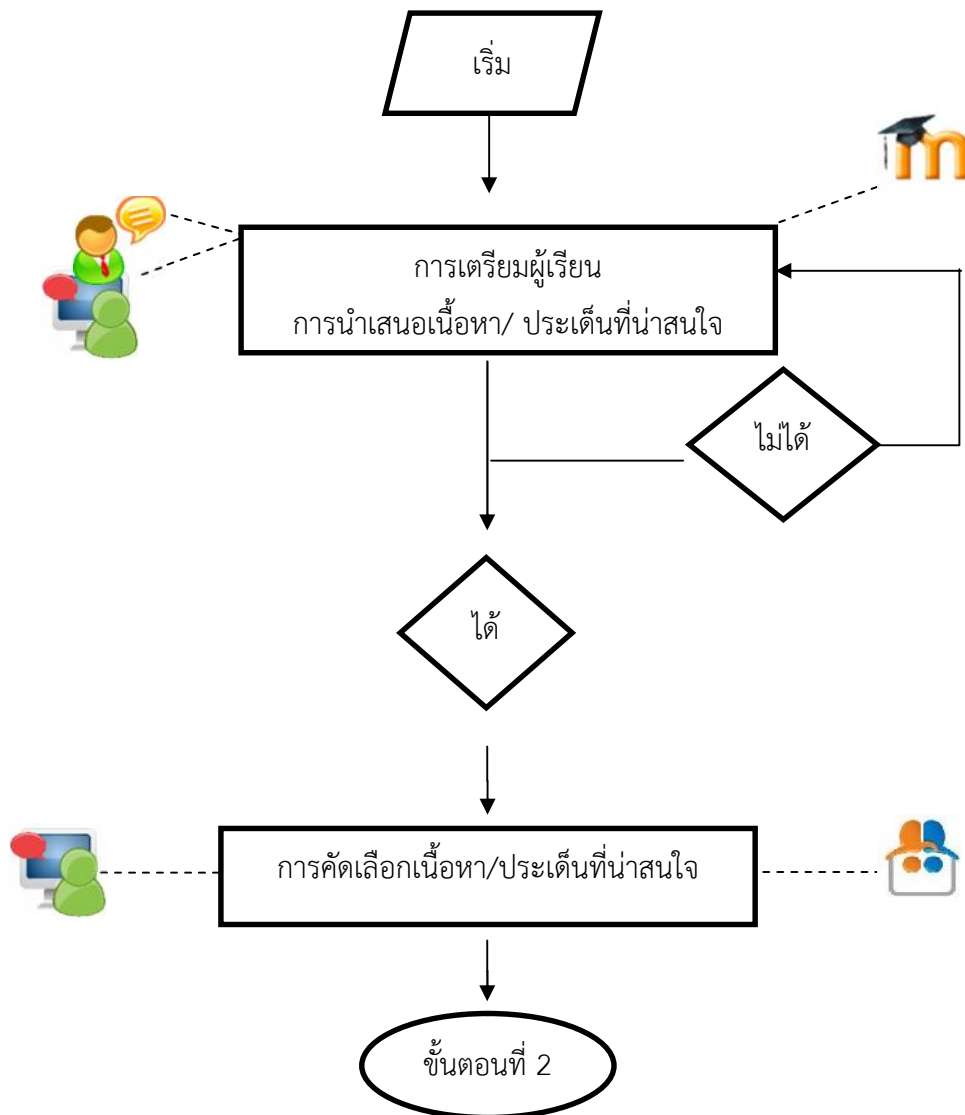 เริ่ม
การเตรียมผู้เรียน
การนำเสนอเนื้อหา/ ประเด็นที่น่าสนใจ
ไม่ได้
ได้
การคัดเลือกเนื้อหา/ประเด็นที่น่าสนใจ
ขั้นตอนที่ 2